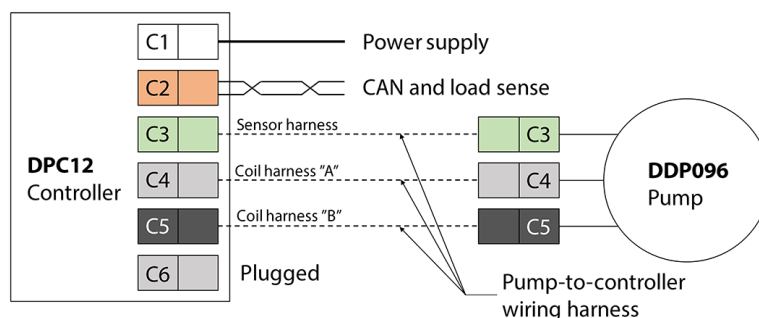 C1
Power supply
C2
CAN and load sense
C3
Sensor harness
C3
DPC12
Controller
C4
Coil harness "A"
C4
DDP096
Pump
C5
Coil harness "B"
C5
C6
Plugged
Pump-to-controller
wiring harness